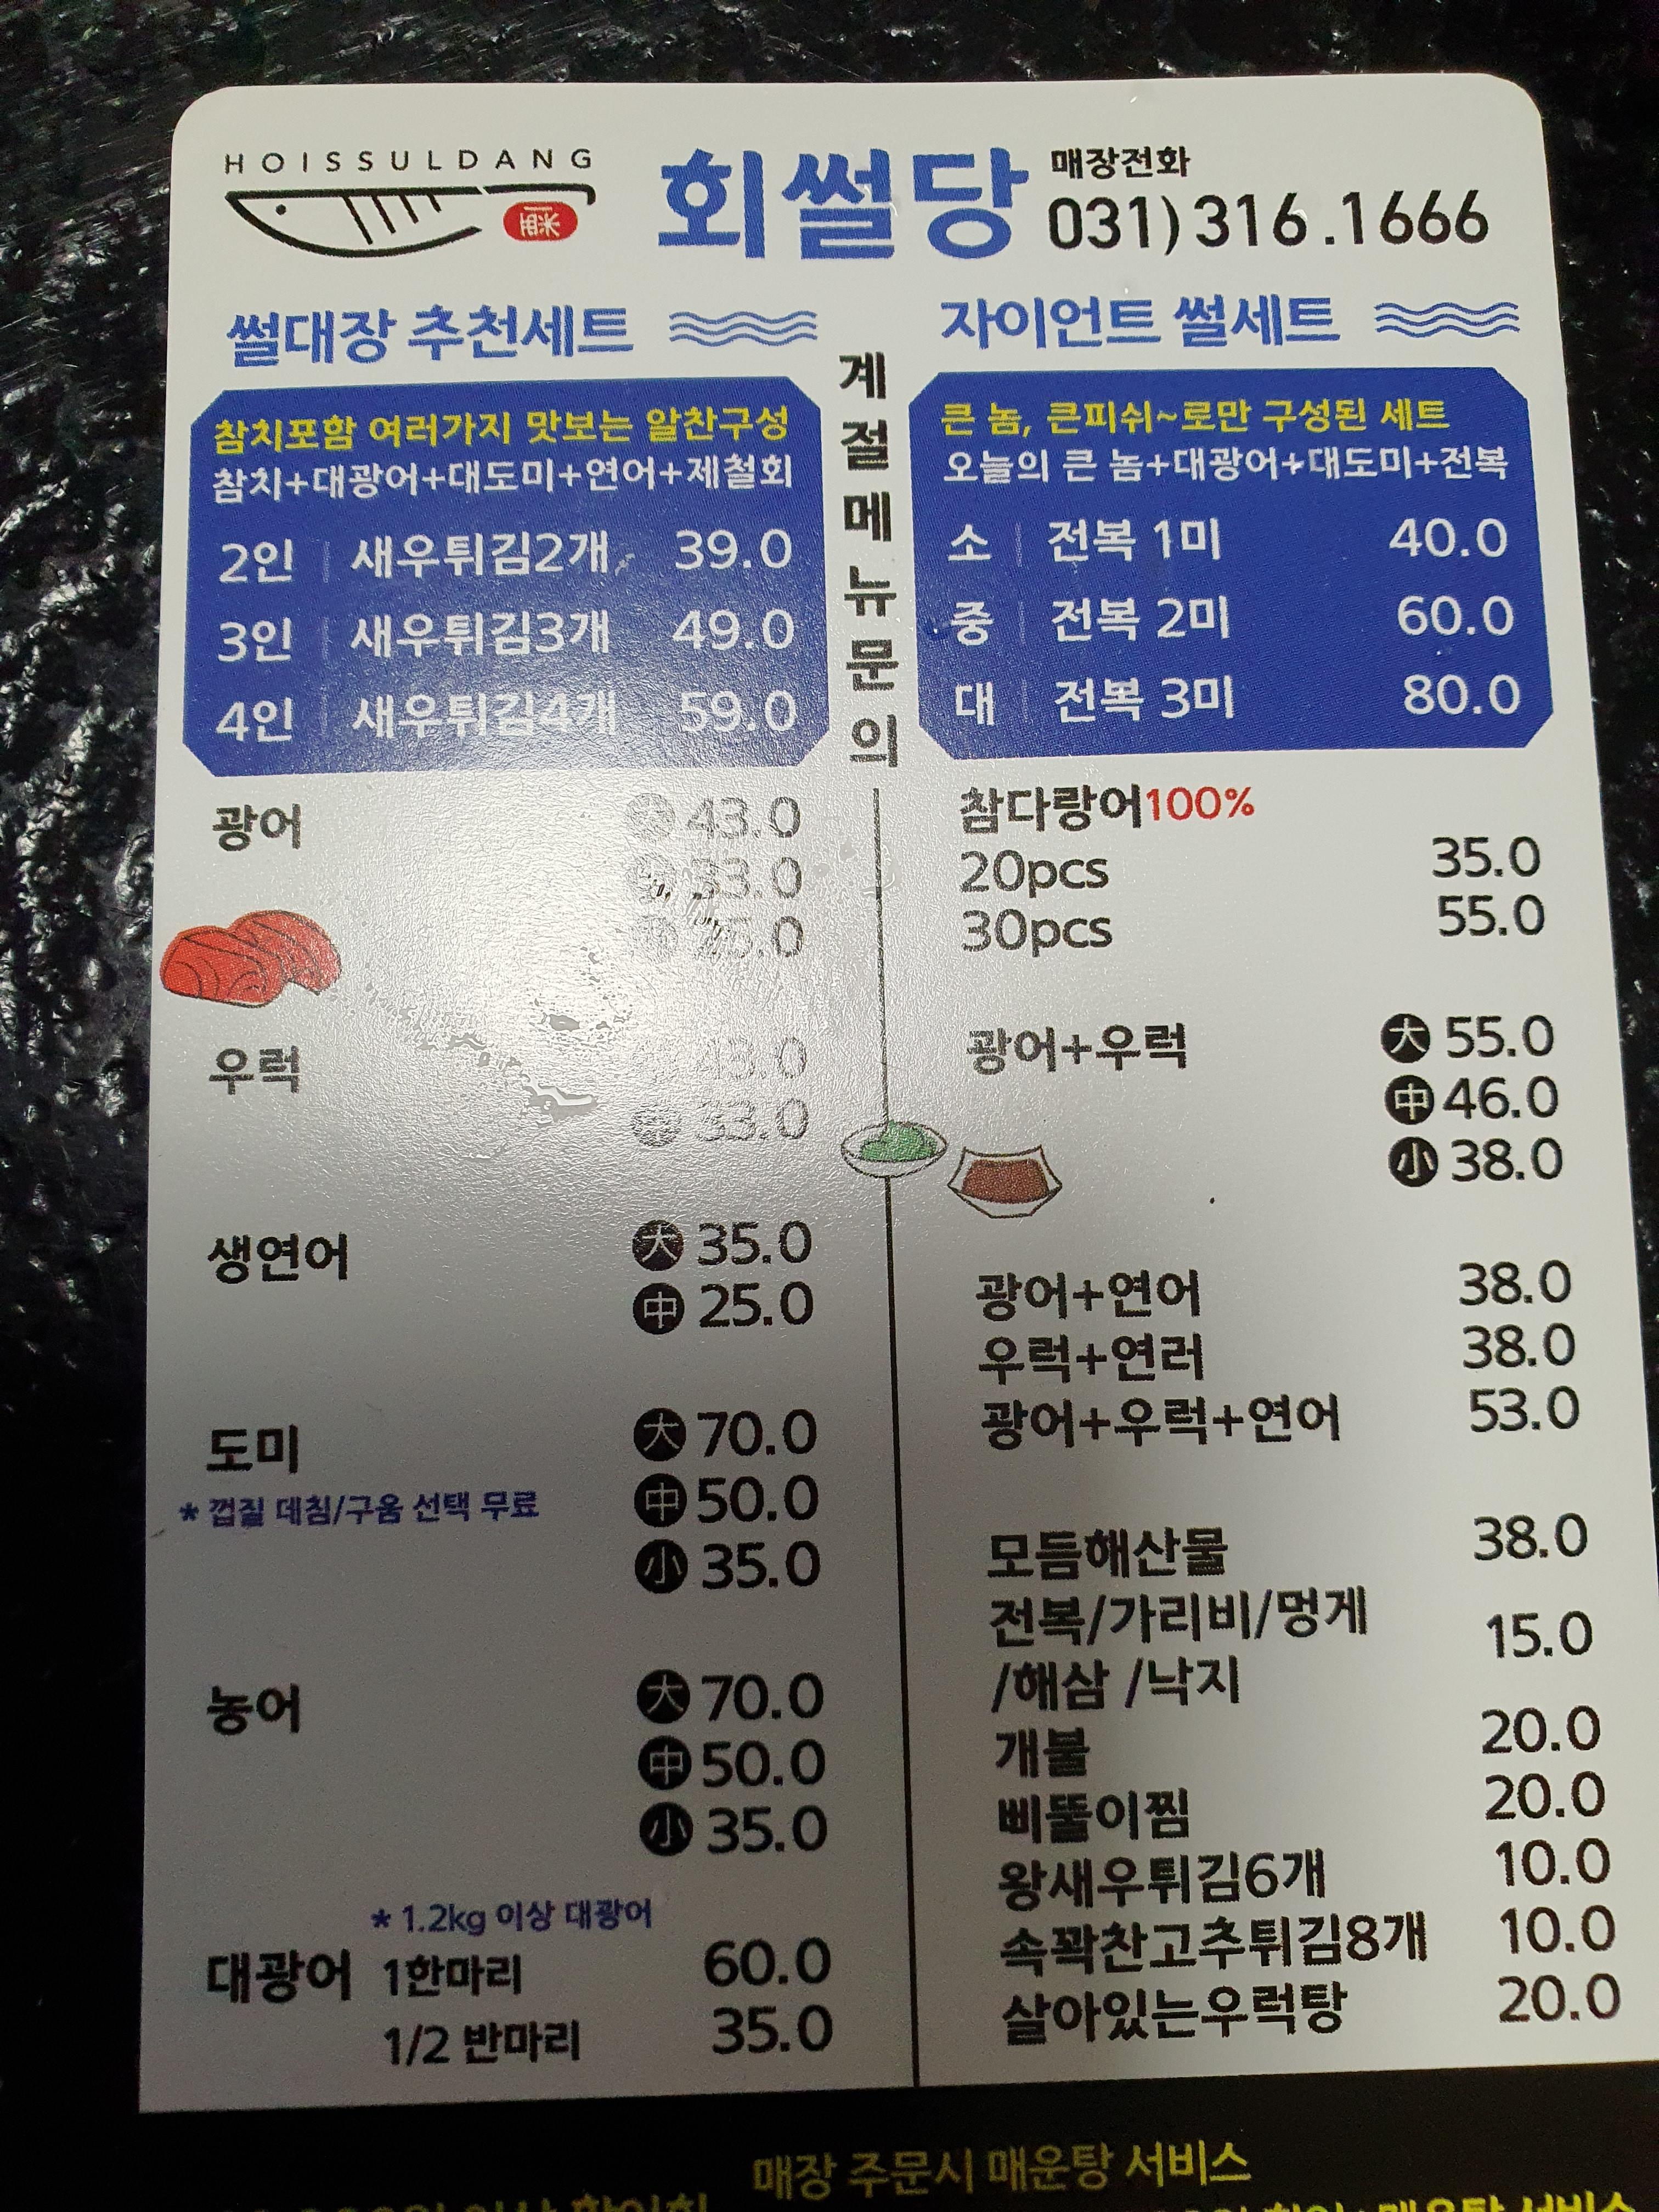 HOISSULDANG
회썰당
매장전화
031)316.1666
썰대장 추천세트
참치포함 여러가지 맛보는 알찬구성
참치+대광어+대도미+연어+제철회
2인 새우튀김2개 39.0
3인 새우튀김3개 49.0
4인 새우튀김4개 59.0
계절메뉴문의
자이언트 썰세트
큰 놈, 큰피쉬~로만 구성된 세트
오늘의 큰 놈+대광어+대도미+전복
소 전복 1미 40.0
중 전복 2미 60.0
대 전복 3미 80.0
광어 大 43.0
33.0
25.0
우럭 43.0
33.0
생연어 大 35.0
中 25.0
도미 大 70.0
* 껍질 데침/구움 선택 무료 中 50.0
小 35.0
농어 大 70.0
中 50.0
小 35.0
* 1.2kg 이상 대광어
대광어 1한마리 60.0
1/2 반마리 35.0
참다랑어100%
20pcs 35.0
30pcs 55.0
광어+우럭 大 55.0
中 46.0
小 38.0
광어+연어 38.0
우럭+연러 38.0
광어+우럭+연어 53.0
모듬해산물 38.0
전복/가리비/멍게 15.0
/해삼 /낙지
개불 20.0
삐뚤이찜 20.0
왕새우튀김6개 10.0
속꽉찬고추튀김8개 10.0
살아있는우럭탕 20.0
매장 주문시 매운탕 서비스